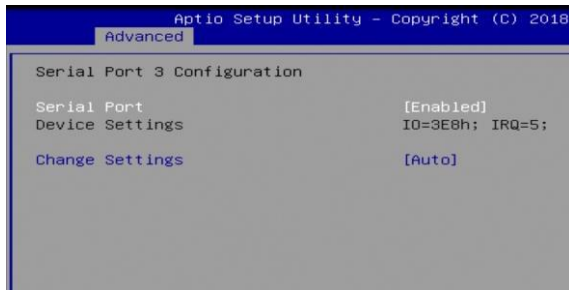 Aptio Setup Utility – Copyright (C) 2018
Advanced
Serial Port 3 Configuration
Serial Port [Enabled]
Device Settings IO=3E8h; IRQ=5;
Change Settings [Auto]